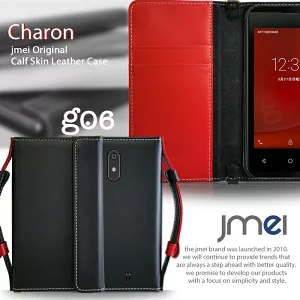 Charon
jmei Original
Calf Skin Leather Case
g06
jmei
the jmei brand was launched in 2010.
we will continue to provide trends that
are always a step ahead with better quality.
we promise to develop our products
with a focus on simplicity and style.